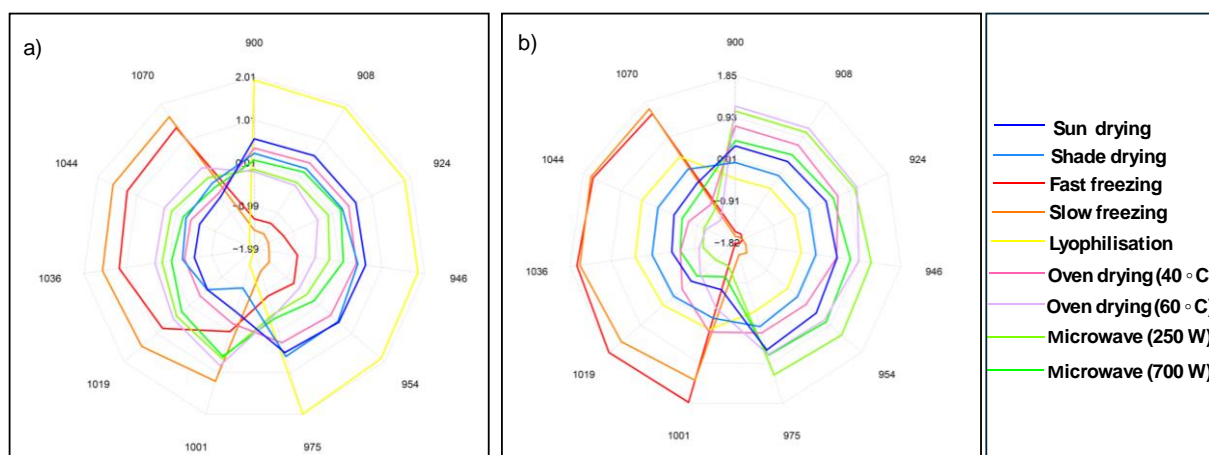 a)
900
908
924
946
954
975
1001
1019
1036
1044
1070
2.01
1.01
0.01
−0.99
−1.99
b)
900
908
924
946
954
975
1001
1019
1036
1044
1070
1.85
0.93
0.01
−0.91
−1.82
Sun drying
Shade drying
Fast freezing
Slow freezing
Lyophilisation
Oven drying (40 ∘ C)
Oven drying (60 ∘ C)
Microwave (250 W)
Microwave (700 W)